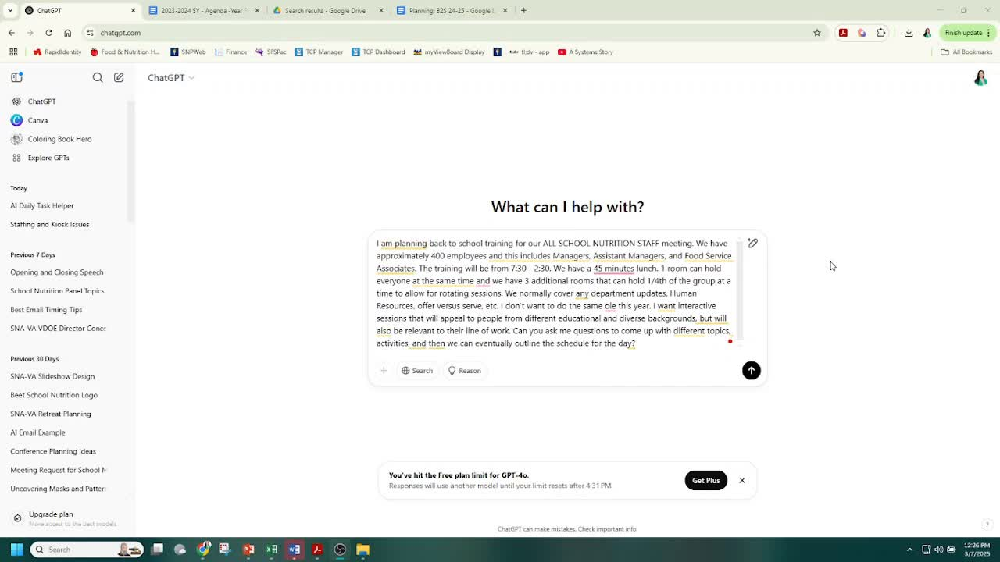 ChatGPT
2023-2024 SY - Agenda -Year F
Search results - Google Drive
Planning: B2S 24-25 - Google D
chatgpt.com
Finish update
RapidIdentity
Food & Nutrition H...
SNPWeb
Finance
SFSPac
TCP Manager
TCP Dashboard
myViewBoard Display
tl;dv - app
A Systems Story
All Bookmarks
ChatGPT
ChatGPT
Canva
Coloring Book Hero
Explore GPTs
Today
AI Daily Task Helper
Staffing and Kiosk Issues
Previous 7 Days
Opening and Closing Speech
School Nutrition Panel Topics
Best Email Timing Tips
SNA-VA VDOE Director Conce
Previous 30 Days
SNA-VA Slideshow Design
Beet School Nutrition Logo
SNA-VA Retreat Planning
AI Email Example
Conference Planning Ideas
Meeting Request for School M
Uncovering Masks and Pattern
Upgrade plan
More access to the best models
What can I help with?
I am planning back to school training for our ALL SCHOOL NUTRITION STAFF meeting. We have
approximately 400 employees and this includes Managers, Assistant Managers, and Food Service
Associates. The training will be from 7:30 - 2:30. We have a 45 minutes lunch. 1 room can hold
everyone at the same time and we have 3 additional rooms that can hold 1/4th of the group at a
time to allow for rotating sessions. We normally cover any department updates, Human
Resources, offer versus serve, etc. I don't want to do the same ole this year. I want interactive
sessions that will appeal to people from different educational and diverse backgrounds, but will
also be relevant to their line of work. Can you ask me questions to come up with different topics,
activities, and then we can eventually outline the schedule for the day?
Search
Reason
You've hit the Free plan limit for GPT-4o.
Responses will use another model until your limit resets after 4:31 PM.
Get Plus
ChatGPT can make mistakes. Check important info.
?
Search
12:26 PM
3/7/2025